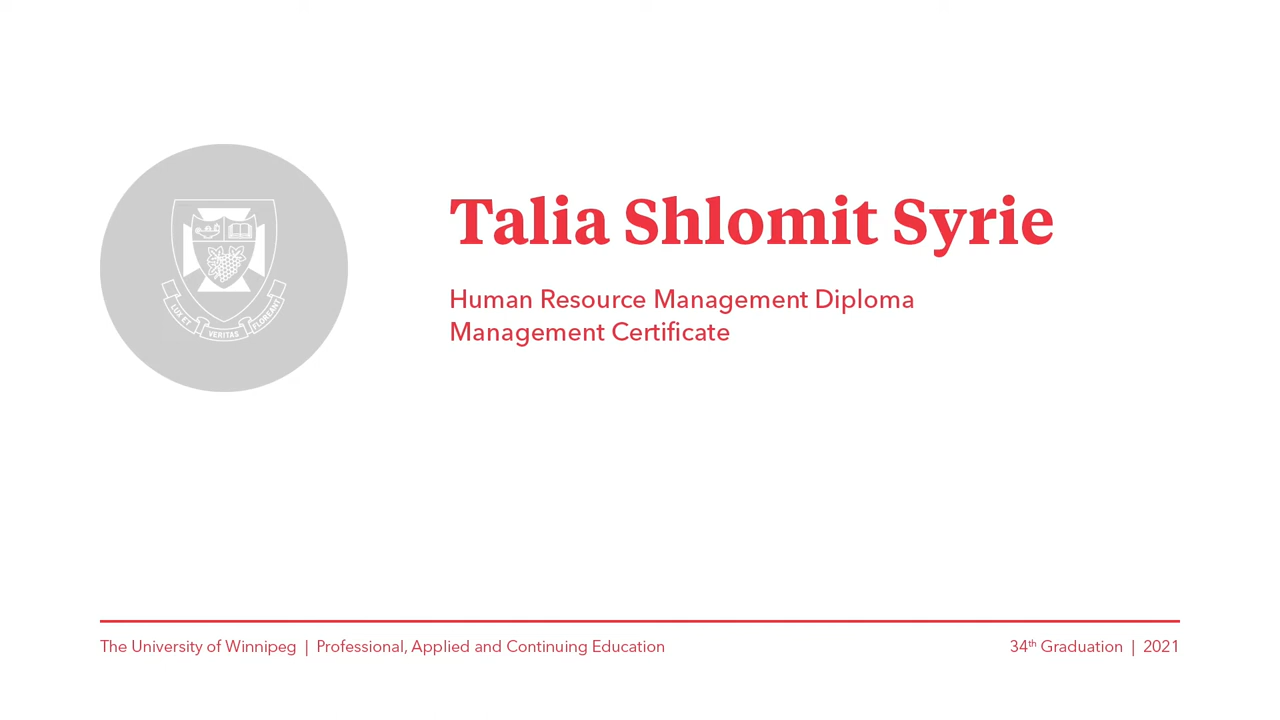 LUX ET VERITAS FLOREANT
Talia Shlomit Syrie
Human Resource Management Diploma
Management Certificate
The University of Winnipeg | Professional, Applied and Continuing Education
34th Graduation | 2021